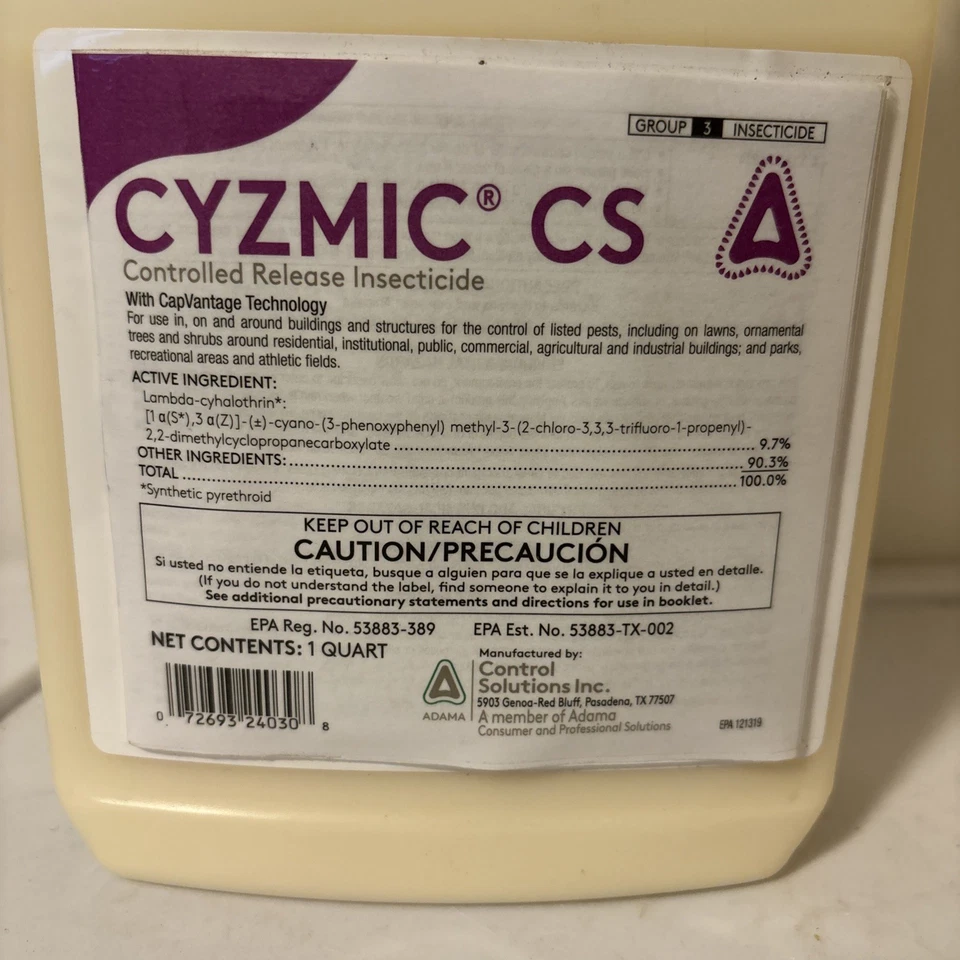 GROUP 3 INSECTICIDE
CYZMIC® CS
Controlled Release Insecticide
With CapVantage Technology
For use in, on and around buildings and structures for the control of listed pests, including on lawns, ornamental
trees and shrubs around residential, institutional, public, commercial, agricultural and industrial buildings; and parks,
recreational areas and athletic fields.
ACTIVE INGREDIENT:
Lambda-cyhalothrin*:
[1 α(S*),3 α(Z)]-(±)-cyano-(3-phenoxyphenyl) methyl-3-(2-chloro-3,3,3-trifluoro-1-propenyl)-
2,2-dimethylcyclopropanecarboxylate ........ 9.7%
OTHER INGREDIENTS: ........ 90.3%
TOTAL ........ 100.0%
*Synthetic pyrethroid
KEEP OUT OF REACH OF CHILDREN
CAUTION/PRECAUCIÓN
Si usted no entiende la etiqueta, busque a alguien para que se la explique a usted en detalle.
(If you do not understand the label, find someone to explain it to you in detail.)
See additional precautionary statements and directions for use in booklet.
EPA Reg. No. 53883-389 EPA Est. No. 53883-TX-002
NET CONTENTS: 1 QUART
0 72693 24030 8
ADAMA
Manufactured by:
Control
Solutions Inc.
5903 Genoa-Red Bluff, Pasadena, TX 77507
A member of Adama
Consumer and Professional Solutions
EPA 121319